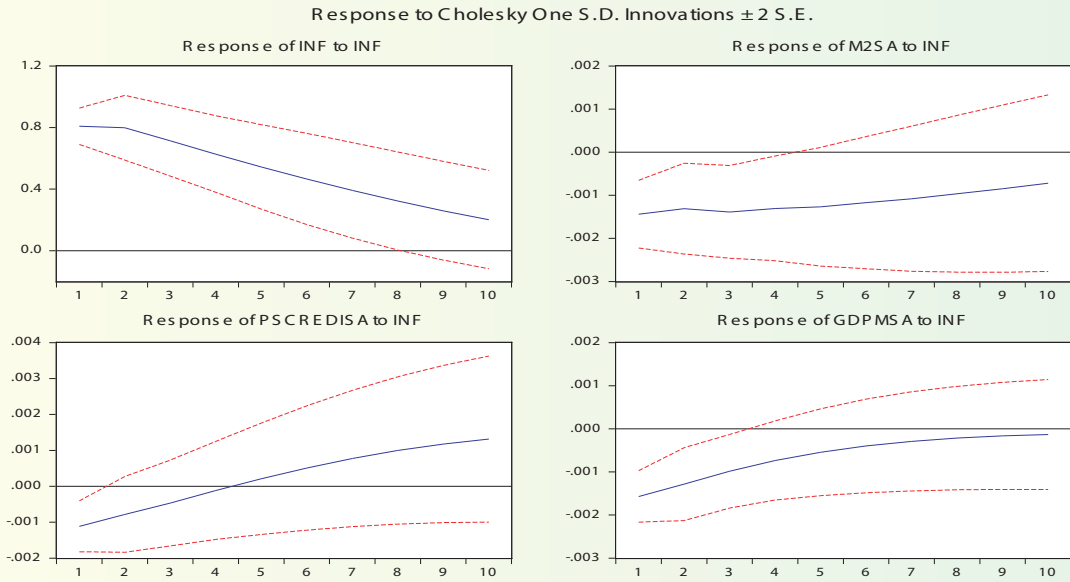 Response to Cholesky One S.D. Innovations ± 2 S.E.
Response of INF to INF
1.2
0.8
0.4
0.0
1 2 3 4 5 6 7 8 9 10
Response of M2SA to INF
.002
.001
.000
-.001
-.002
-.003
1 2 3 4 5 6 7 8 9 10
Response of PSCREDISA to INF
.004
.003
.002
.001
.000
-.001
-.002
1 2 3 4 5 6 7 8 9 10
Response of GDPMSA to INF
.002
.001
.000
-.001
-.002
-.003
1 2 3 4 5 6 7 8 9 10